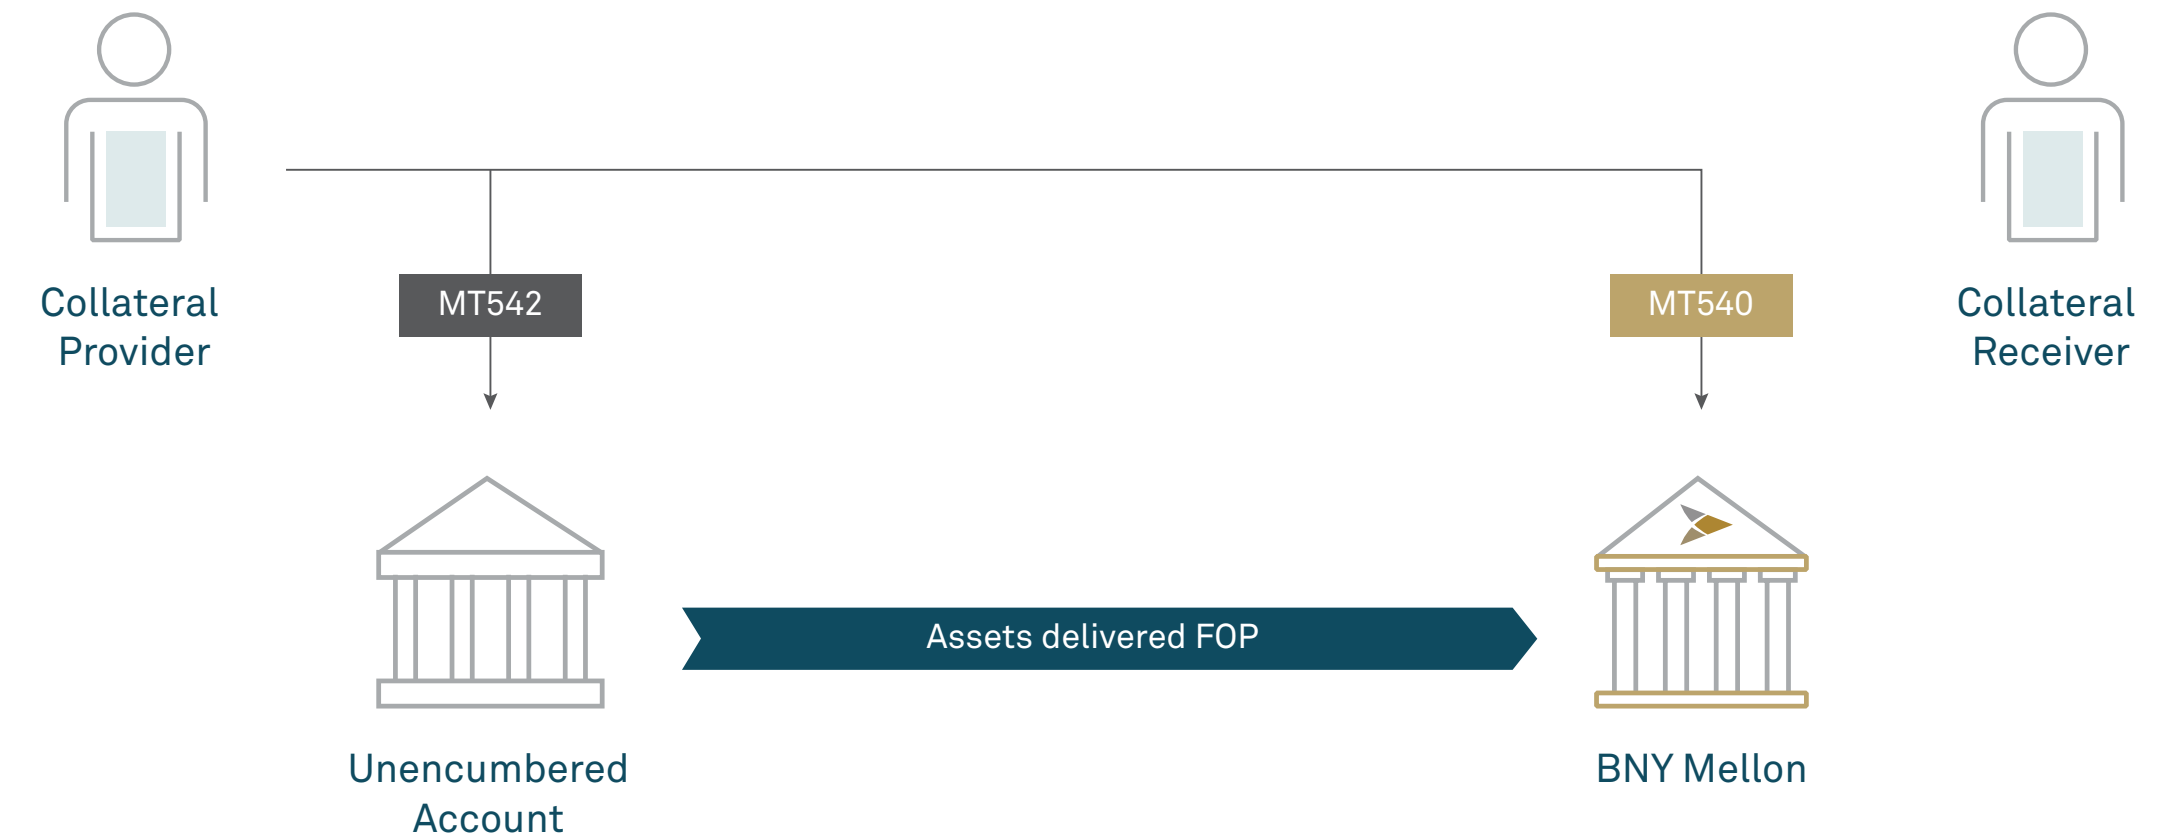 MT542
MT540
Collateral
Provider
Collateral
Receiver
Assets delivered FOP
Unencumbered
Account
BNY Mellon